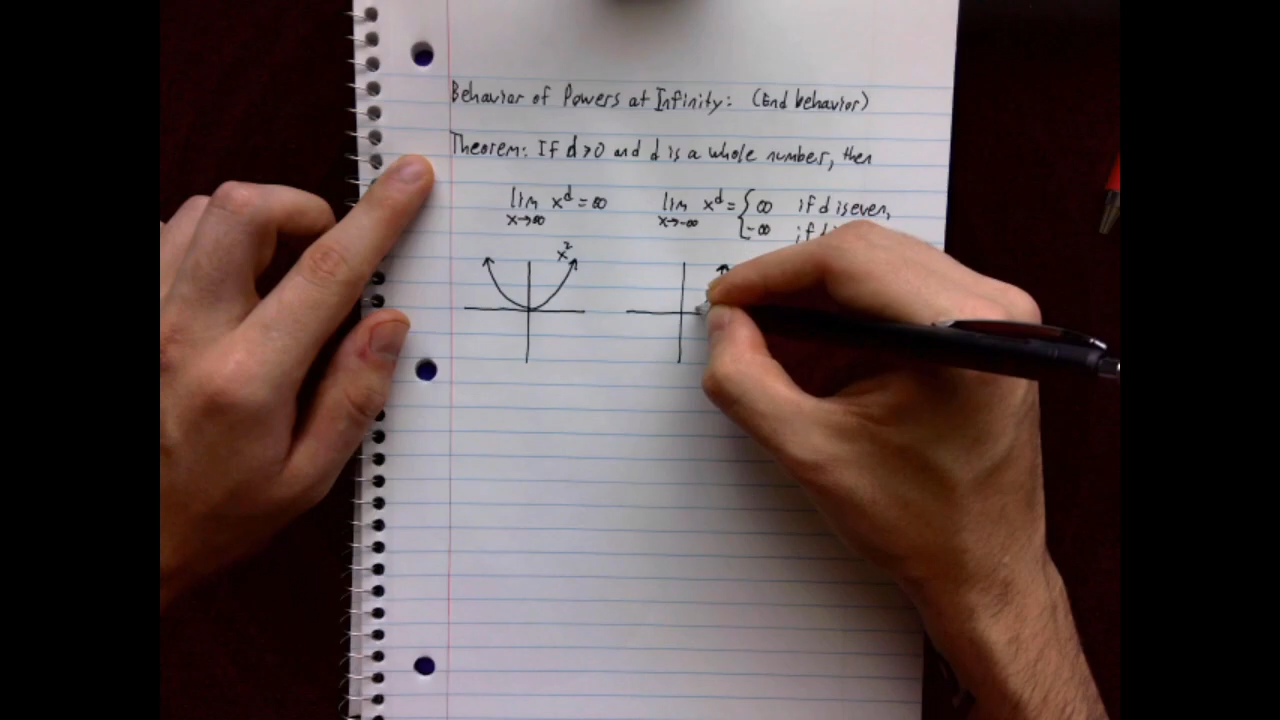 Behavior of Powers at Infinity: (End behavior)
Theorem: If d > 0 and d is a whole number, then
lim x→∞ x^d = ∞ lim x→-∞ x^d = { ∞ if d is even,
-∞ if d
x²